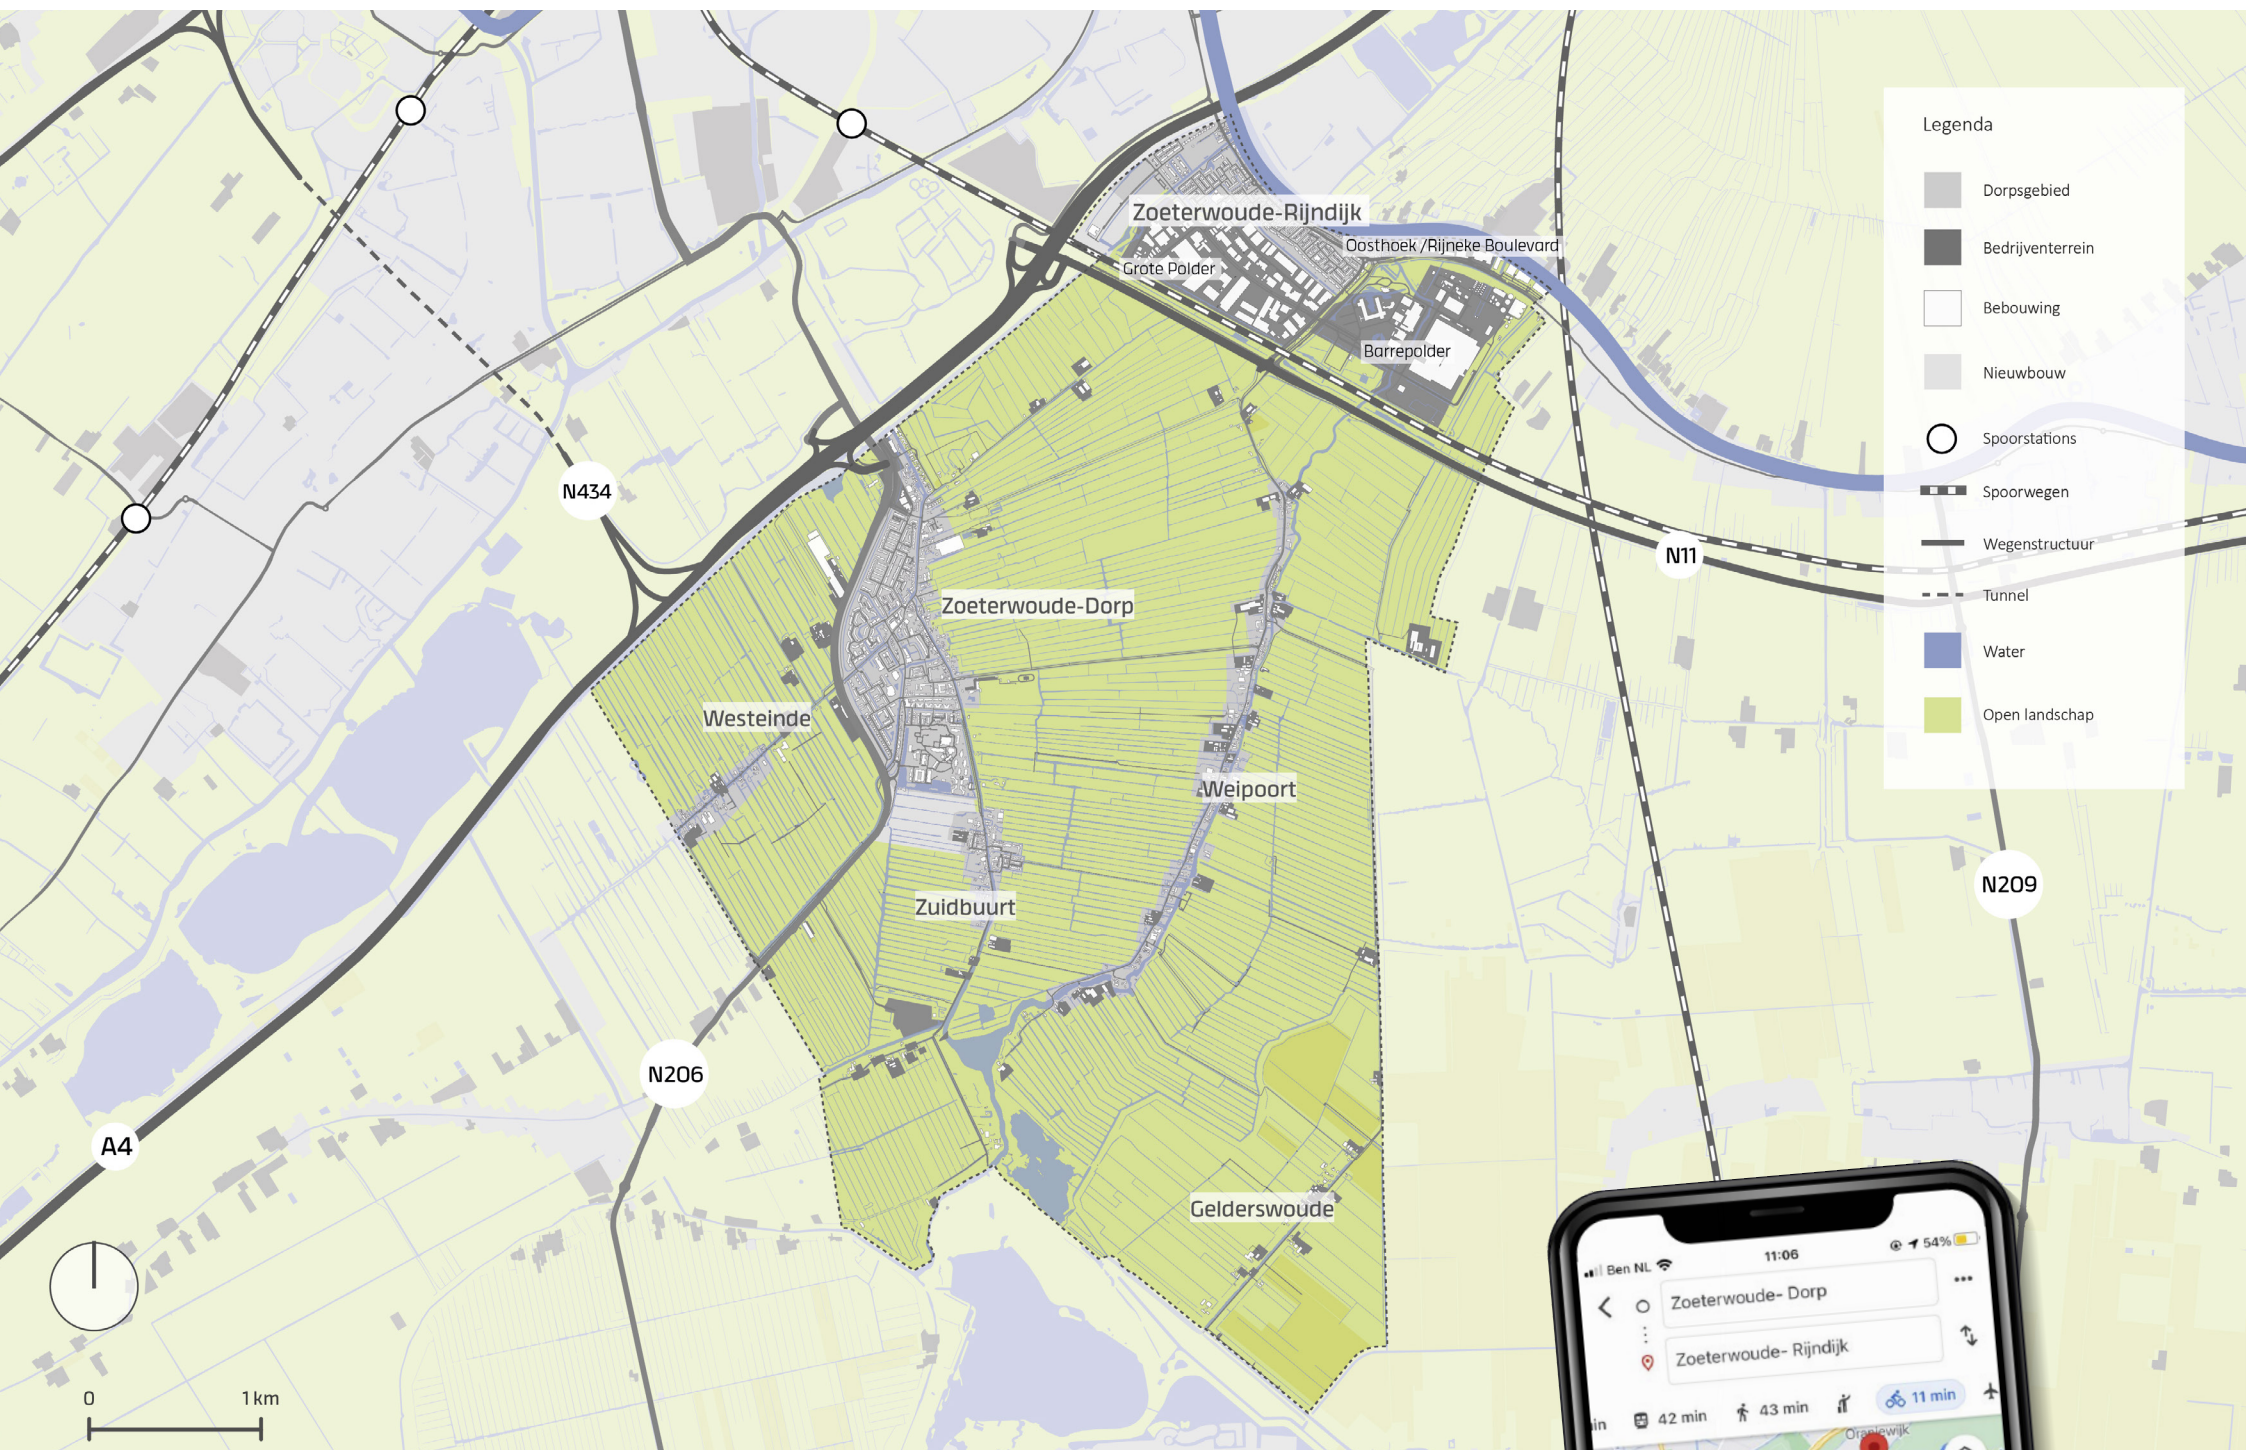 Legenda
Dorpsgebied
Bedrijventerrein
Bebouwing
Nieuwbouw
Spoorstations
Spoorwegen
Wegenstructuur
Tunnel
Water
Open landschap
Zoeterwoude-Rijndijk
Oosthoek /Rijneke Boulevard
Grote Polder
Barrepolder
N434
N11
Zoeterwoude-Dorp
Westeinde
Weipoort
N209
Zuidbuurt
N206
A4
Gelderswoude
0 1 km
Ben NL 11:06 54%
Zoeterwoude- Dorp
Zoeterwoude- Rijndijk
in 42 min 43 min 11 min
Oranjewijk